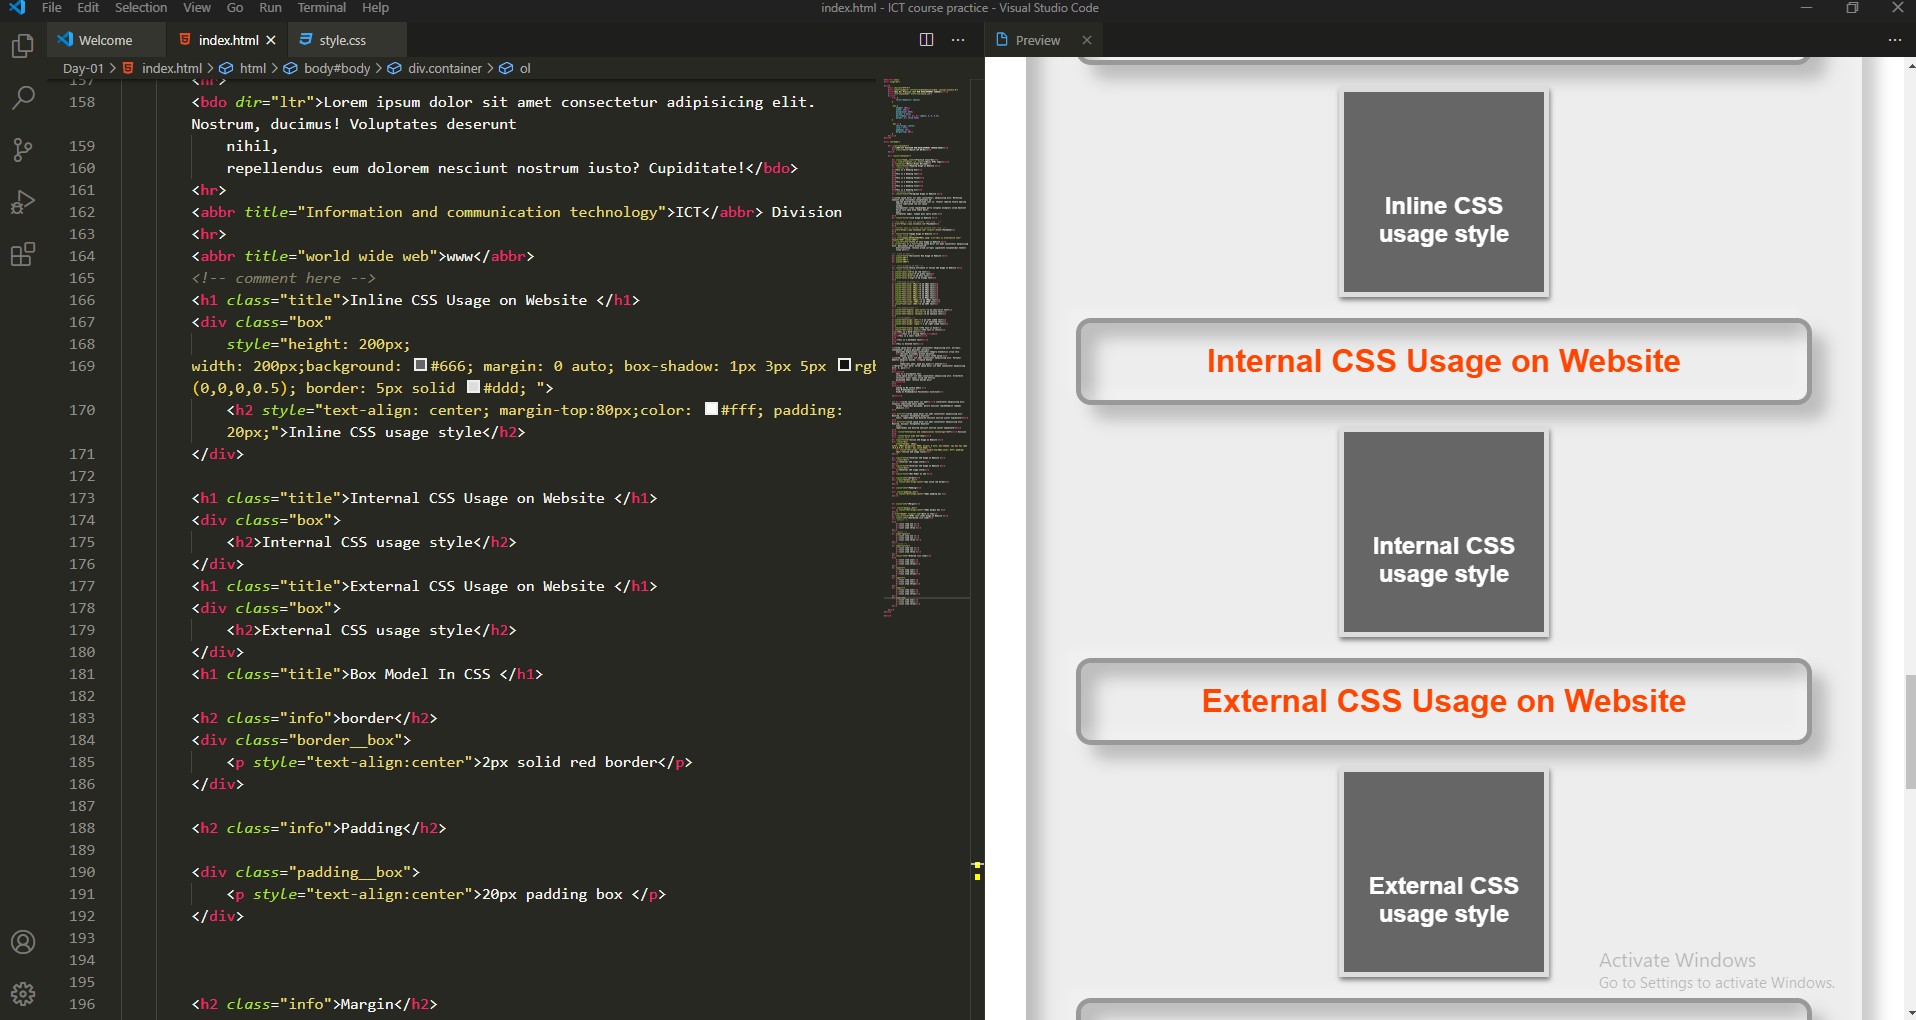 File Edit Selection View Go Run Terminal Help
index.html - ICT course practice - Visual Studio Code
Welcome
index.html
style.css
Preview
Day-01 > index.html > html > body#body > div.container > ol
157 <hr>
158 <bdo dir="ltr">Lorem ipsum dolor sit amet consectetur adipisicing elit.
Nostrum, ducimus! Voluptates deserunt
159 nihil,
160 repellendus eum dolorem nesciunt nostrum iusto? Cupiditate!</bdo>
161 <hr>
162 <abbr title="Information and communication technology">ICT</abbr> Division
163 <hr>
164 <abbr title="world wide web">www</abbr>
165 <!-- comment here -->
166 <h1 class="title">Inline CSS Usage on Website </h1>
167 <div class="box"
168 style="height: 200px;
169 width: 200px;background: #666; margin: 0 auto; box-shadow: 1px 3px 5px rgb
(0,0,0,0.5); border: 5px solid #ddd; ">
170 <h2 style="text-align: center; margin-top:80px;color: #fff; padding:
20px;">Inline CSS usage style</h2>
171 </div>
172
173 <h1 class="title">Internal CSS Usage on Website </h1>
174 <div class="box">
175 <h2>Internal CSS usage style</h2>
176 </div>
177 <h1 class="title">External CSS Usage on Website </h1>
178 <div class="box">
179 <h2>External CSS usage style</h2>
180 </div>
181 <h1 class="title">Box Model In CSS </h1>
182
183 <h2 class="info">border</h2>
184 <div class="border__box">
185 <p style="text-align:center">2px solid red border</p>
186 </div>
187
188 <h2 class="info">Padding</h2>
189
190 <div class="padding__box">
191 <p style="text-align:center">20px padding box </p>
192 </div>
193
194
195
196 <h2 class="info">Margin</h2>
Inline CSS
usage style
Internal CSS Usage on Website
Internal CSS
usage style
External CSS Usage on Website
External CSS
usage style
Activate Windows
Go to Settings to activate Windows.